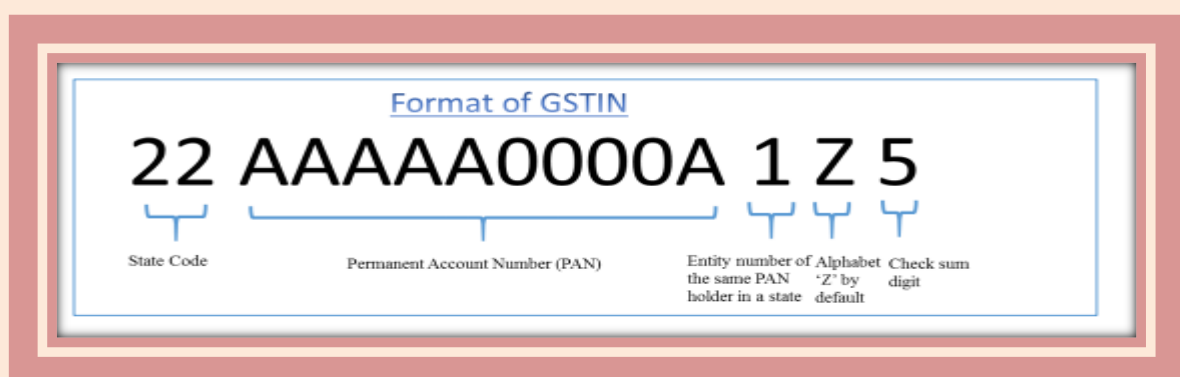 Format of GSTIN
22 AAAAA0000A 1 Z 5
State Code
Permanent Account Number (PAN)
Entity number of
the same PAN
holder in a state
Alphabet
‘Z’ by
default
Check sum
digit